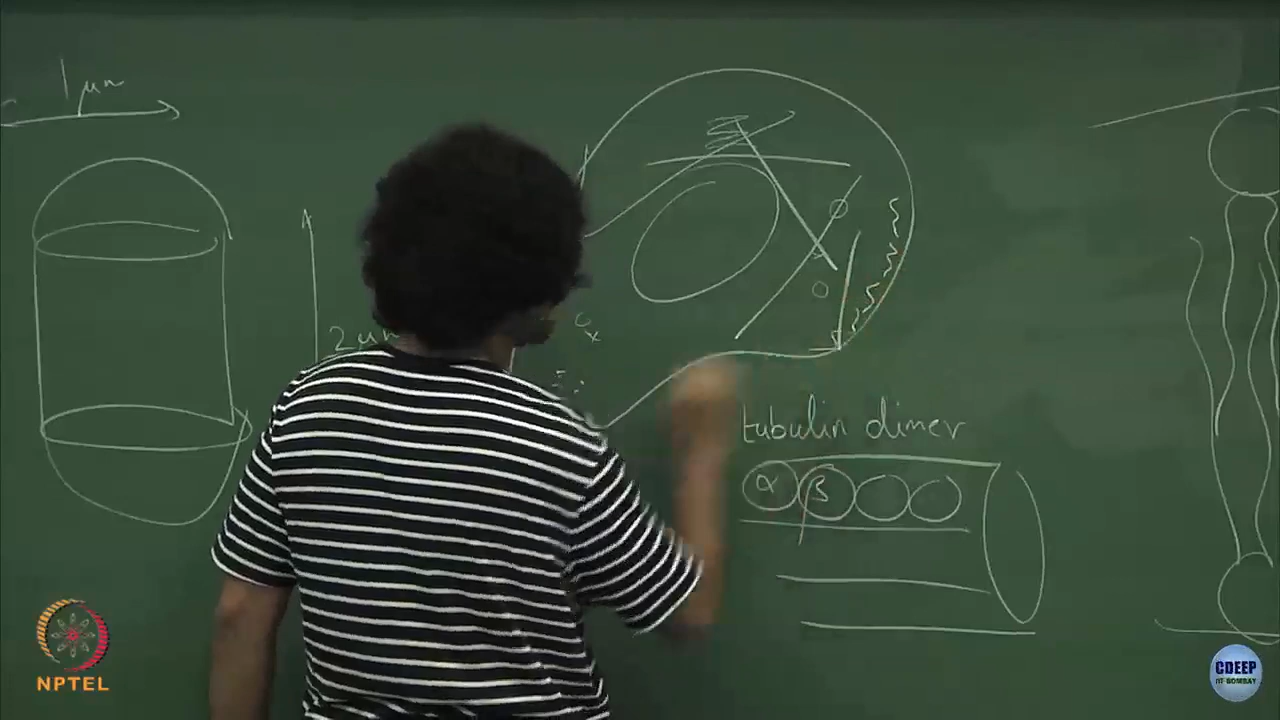 1 μm
2 μm
tubulin dimer
α β
NPTEL
CDEEP
IIT BOMBAY